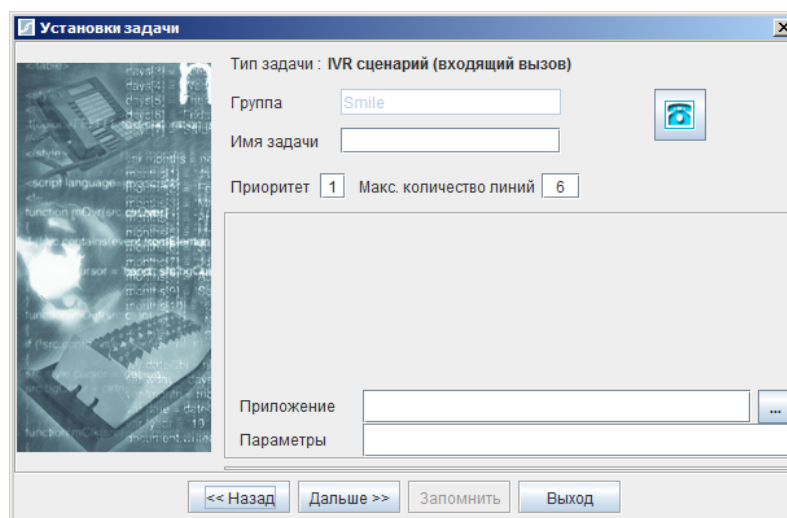 Установки задачи
Тип задачи : IVR сценарий (входящий вызов)
Группа Smile
Имя задачи
Приоритет 1 Макс. количество линий 6
Приложение ...
Параметры
<< Назад Дальше >> Запомнить Выход